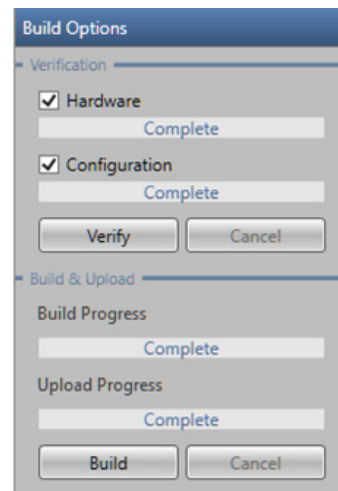 Build Options
Verification
Hardware
Complete
Configuration
Complete
Verify Cancel
Build & Upload
Build Progress
Complete
Upload Progress
Complete
Build Cancel